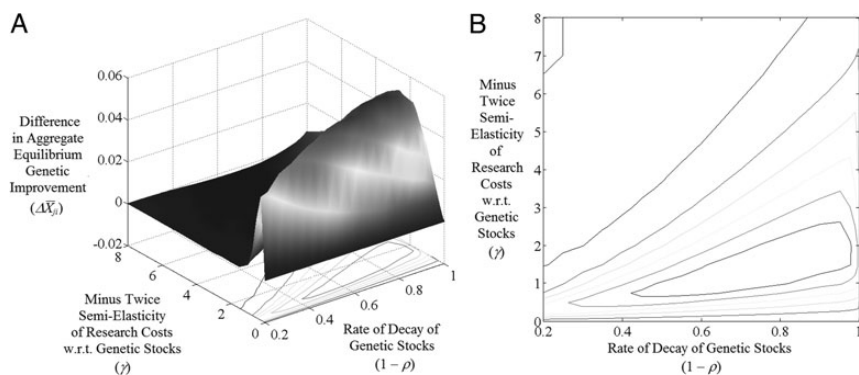 A
0.06
0.04
0.02
0
-0.02
Difference
in Aggregate
Equilibrium
Genetic
Improvement
(ΔX̄ji)
8
6
4
2
0
Minus Twice
Semi-Elasticity
of Research Costs
w.r.t. Genetic Stocks
(γ)
0.2
0.4
0.6
0.8
1
Rate of Decay of
Genetic Stocks
(1 − ρ)
B
8
7
6
5
4
3
2
1
0
Minus
Twice
Semi-
Elasticity
of
Research
Costs
w.r.t.
Genetic
Stocks
(γ)
0.2
0.4
0.6
0.8
1
Rate of Decay of Genetic Stocks
(1 − ρ)